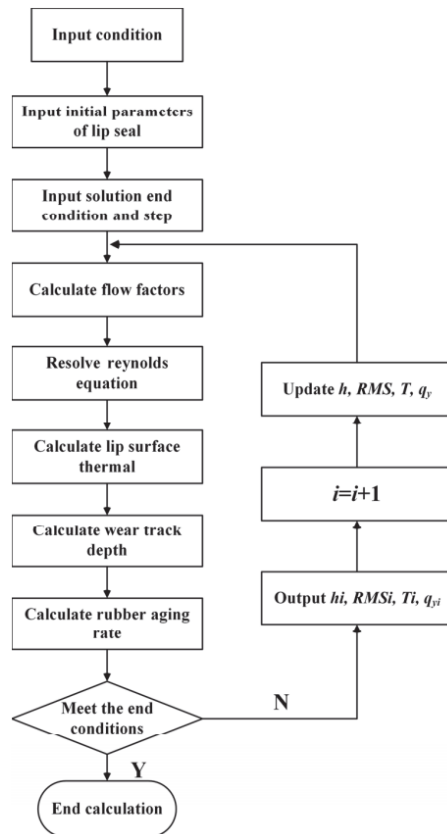 Input condition
Input initial parameters
of lip seal
Input solution end
condition and step
Calculate flow factors
Resolve reynolds
equation
Calculate lip surface
thermal
Calculate wear track
depth
Calculate rubber aging
rate
Meet the end
conditions
N
Y
End calculation
Output hi, RMSi, Ti, qyi
i=i+1
Update h, RMS, T, qy